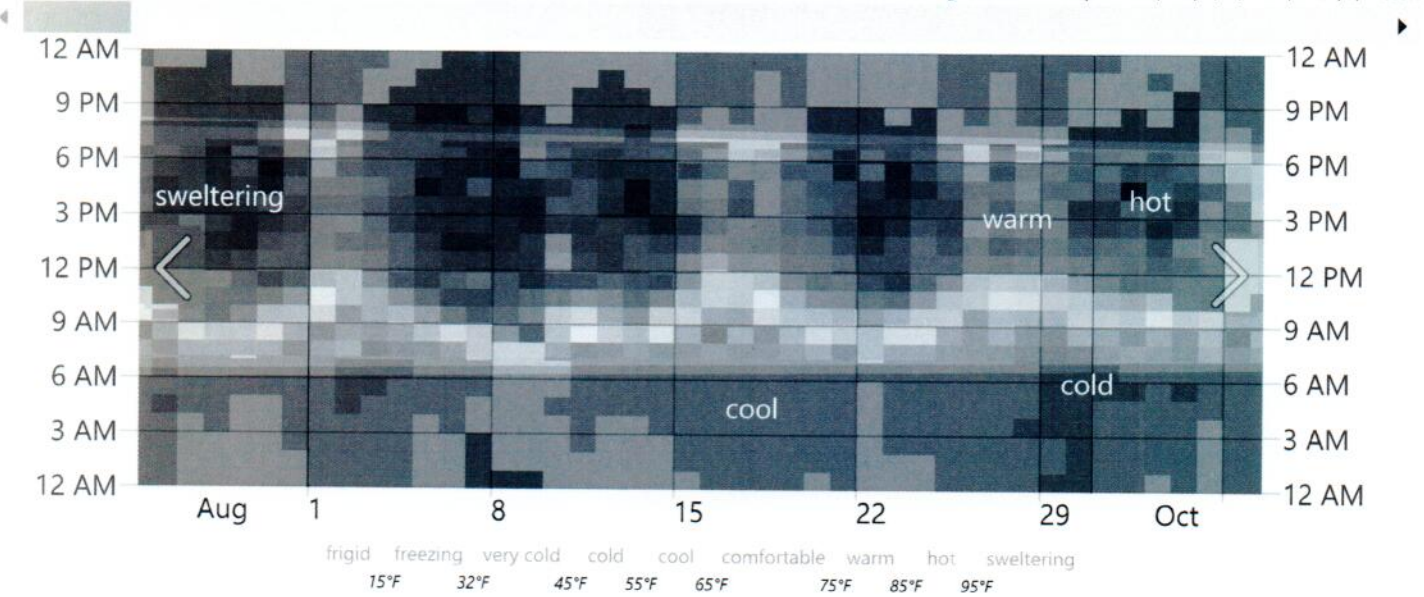 12 AM 12 AM
9 PM 9 PM
6 PM 6 PM
sweltering hot
3 PM warm 3 PM
12 PM 12 PM
9 AM 9 AM
6 AM cold 6 AM
cool
3 AM 3 AM
12 AM 12 AM
Aug 1 8 15 22 29 Oct
frigid freezing very cold cold cool comfortable warm hot sweltering
15°F 32°F 45°F 55°F 65°F 75°F 85°F 95°F